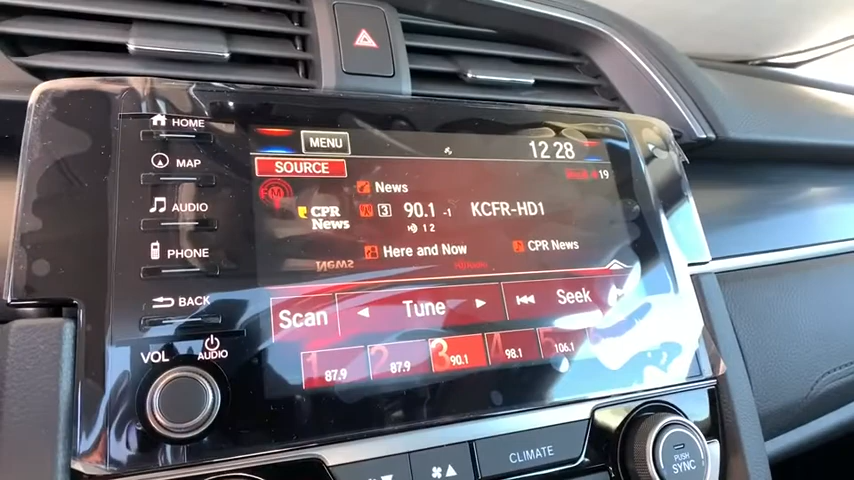 HOME
MENU
12:28
MAP
SOURCE
19
FM
News
AUDIO
CPR
News
3
90.1 -1
KCFR-HD1
1 2
PHONE
Here and Now
CPR News
BACK
Scan
Tune
Seek
VOL
AUDIO
1 87.9
2 87.9
3 90.1
4 98.1
5 106.1
CLIMATE
PUSH
SYNC